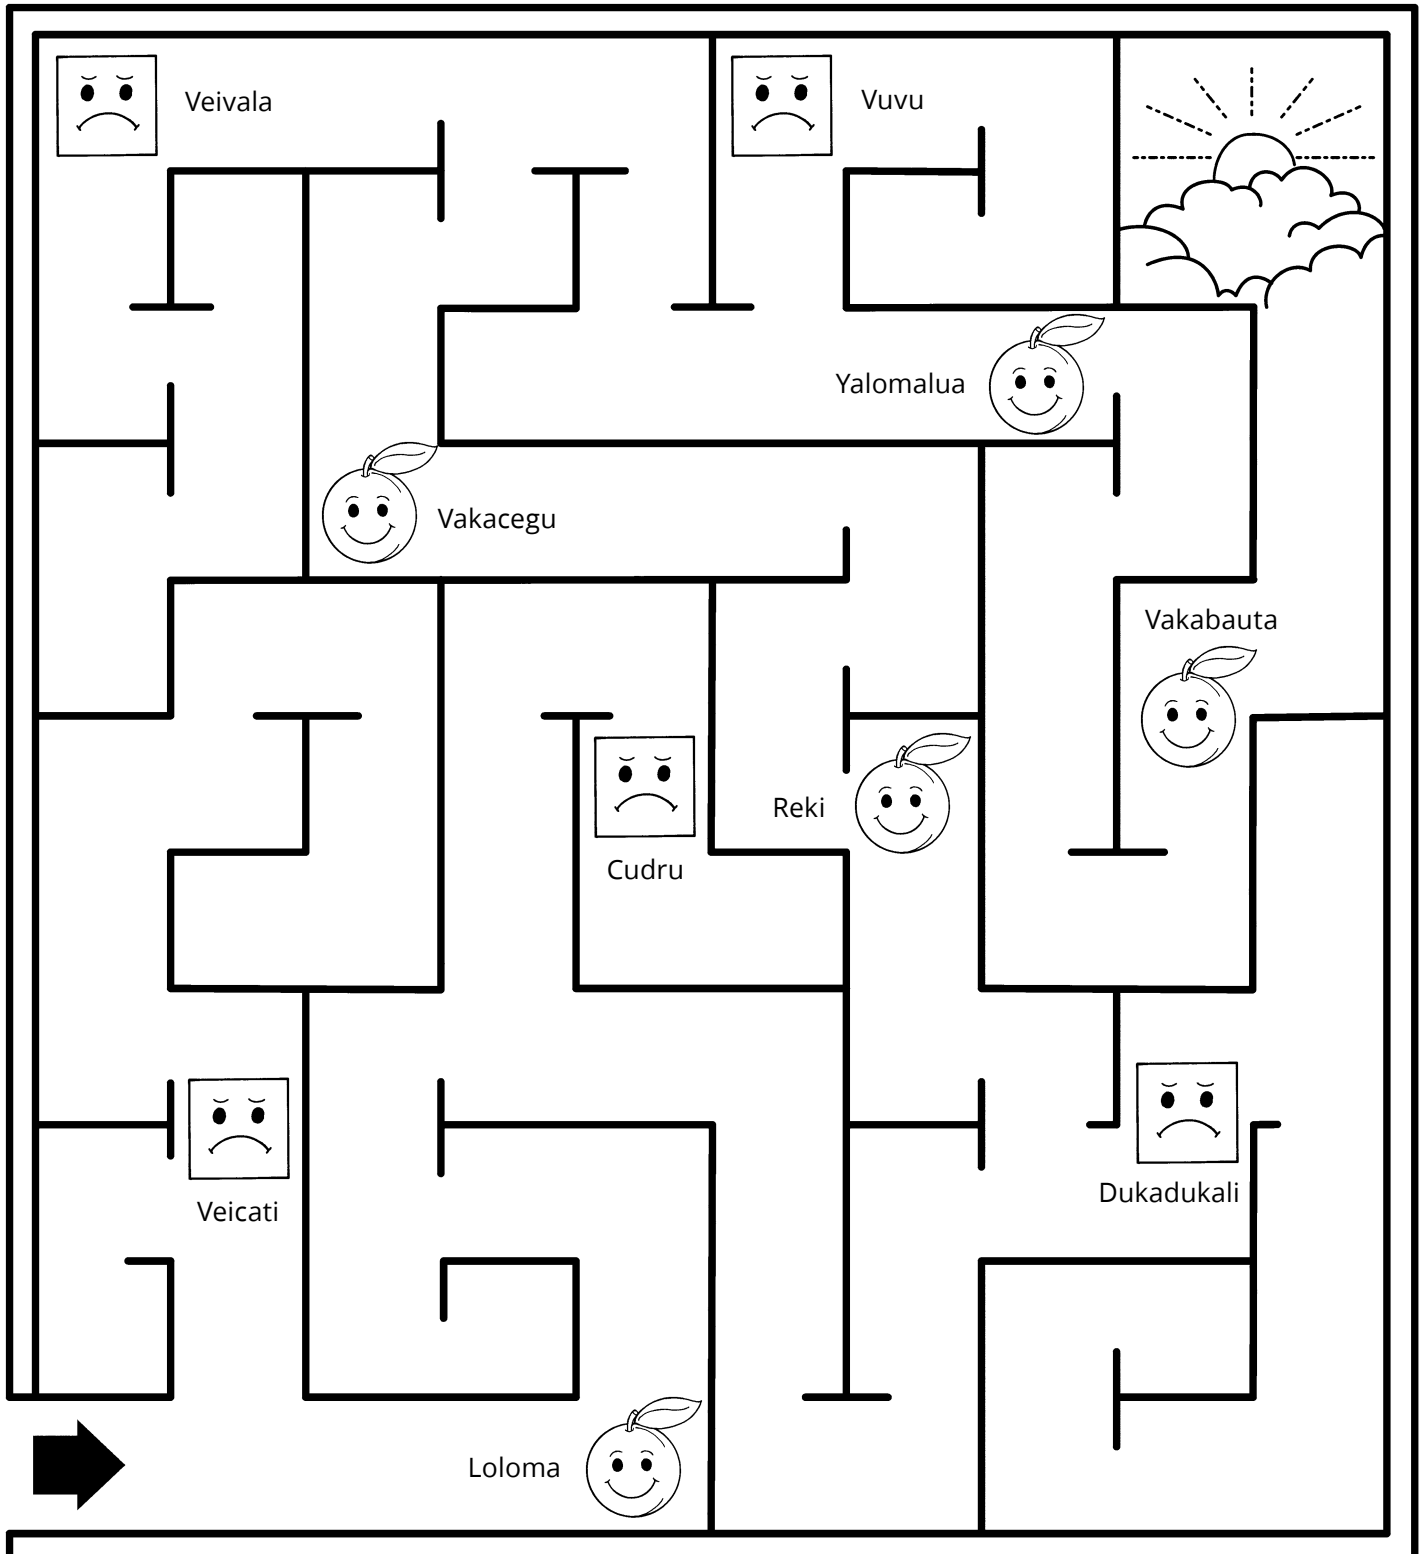 Veivala
Vuvu
Yalomalua
Vakacegu
Vakabauta
Reki
Cudru
Veicati
Dukadukali
Loloma